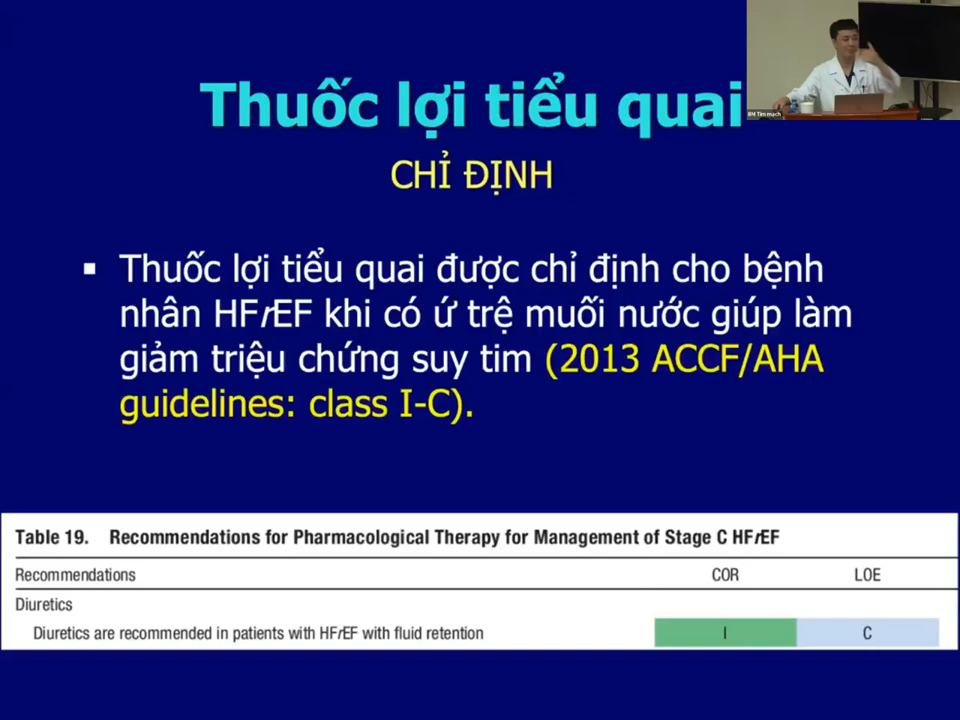 Thuốc lợi tiểu quai
BM Tim mạch
CHỈ ĐỊNH
▪ Thuốc lợi tiểu quai được chỉ định cho bệnh
nhân HFrEF khi có ứ trệ muối nước giúp làm
giảm triệu chứng suy tim (2013 ACCF/AHA
guidelines: class I-C).
Table 19. Recommendations for Pharmacological Therapy for Management of Stage C HFrEF
Recommendations COR LOE
Diuretics
Diuretics are recommended in patients with HFrEF with fluid retention I C